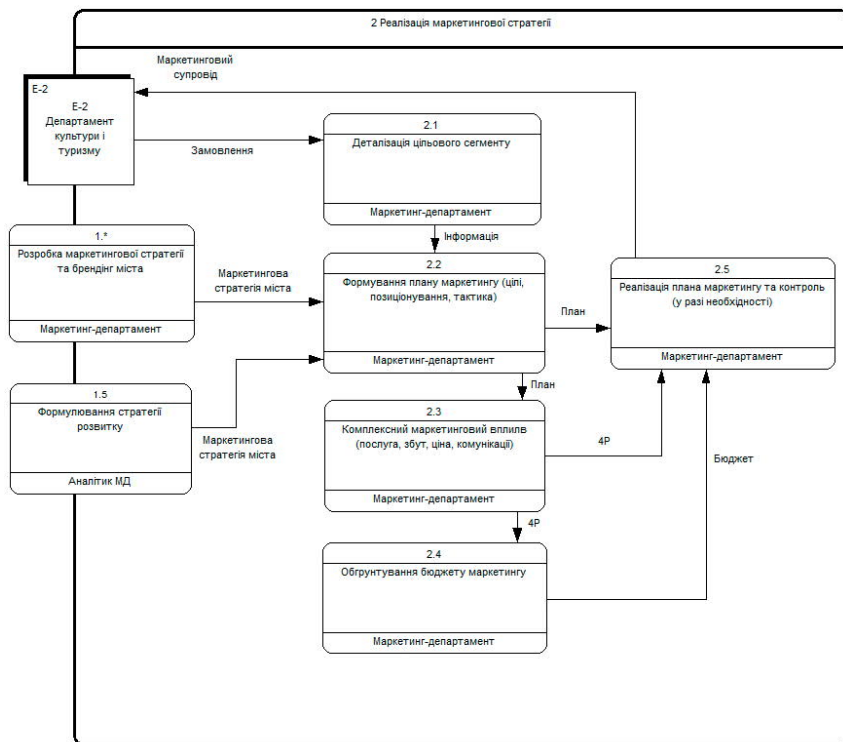 2 Реалізація маркетингової стратегії
Маркетинговий
супровід
E-2
E-2
Департамент
культури і
туризму
Замовлення
2.1
Деталізація цільового сегменту
Маркетинг-департамент
Інформація
1.*
Розробка маркетингової стратегії
та брендінг міста
Маркетинг-департамент
Маркетингова
стратегія міста
2.2
Формування плану маркетингу (цілі,
позиціонування, тактика)
Маркетинг-департамент
План
2.5
Реалізація плана маркетингу та контроль
(у разі необхідності)
Маркетинг-департамент
План
1.5
Формулювання стратегії
розвитку
Аналітик МД
Маркетингова
стратегія міста
2.3
Комплексний маркетинговий вплилв
(послуга, збут, ціна, комунікації)
Маркетинг-департамент
4P
Бюджет
4P
2.4
Обгрунтування бюджету маркетингу
Маркетинг-департамент